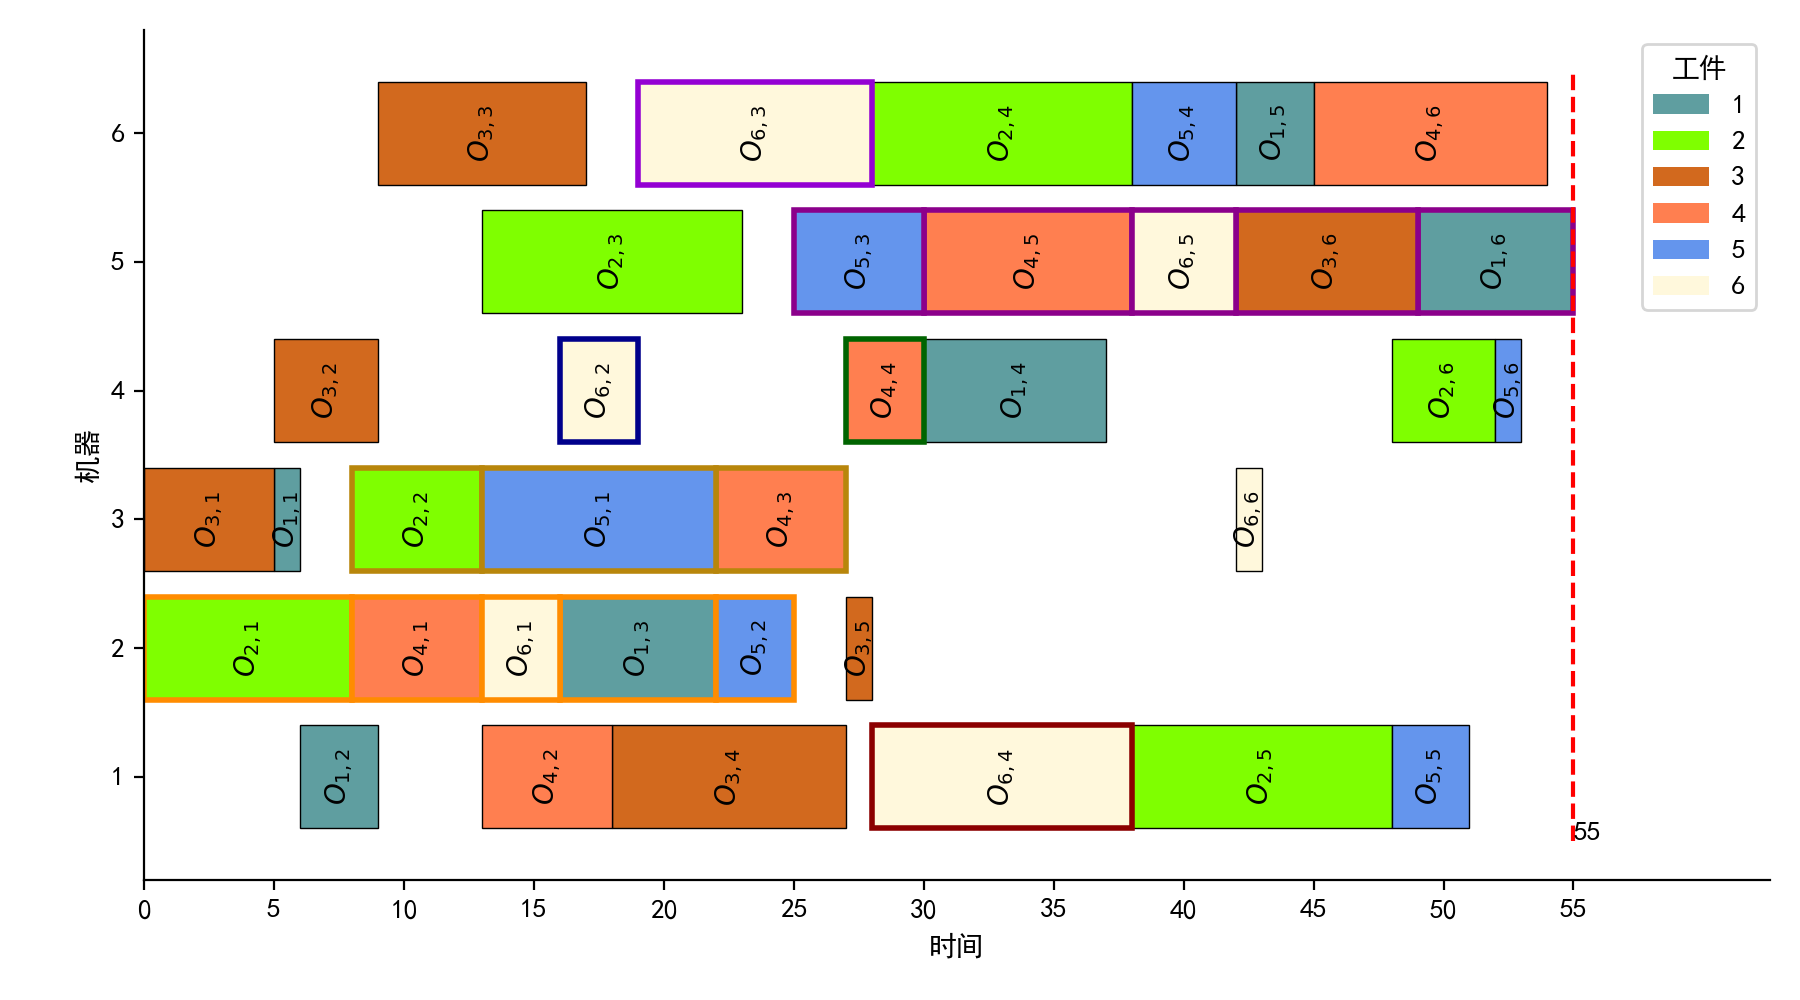 工件
1
2
3
4
5
6
机器
6
O3,3 O6,3 O2,4 O5,4 O1,5 O4,6
5
O2,3 O5,3 O4,5 O6,5 O3,6 O1,6
4
O3,2 O6,2 O4,4 O1,4 O2,6 O5,6
3
O3,1 O1,1 O2,2 O5,1 O4,3 O6,6
2
O2,1 O4,1 O6,1 O1,3 O5,2 O3,5
1
O1,2 O4,2 O3,4 O6,4 O2,5 O5,5
55
0 5 10 15 20 25 30 35 40 45 50 55
时间